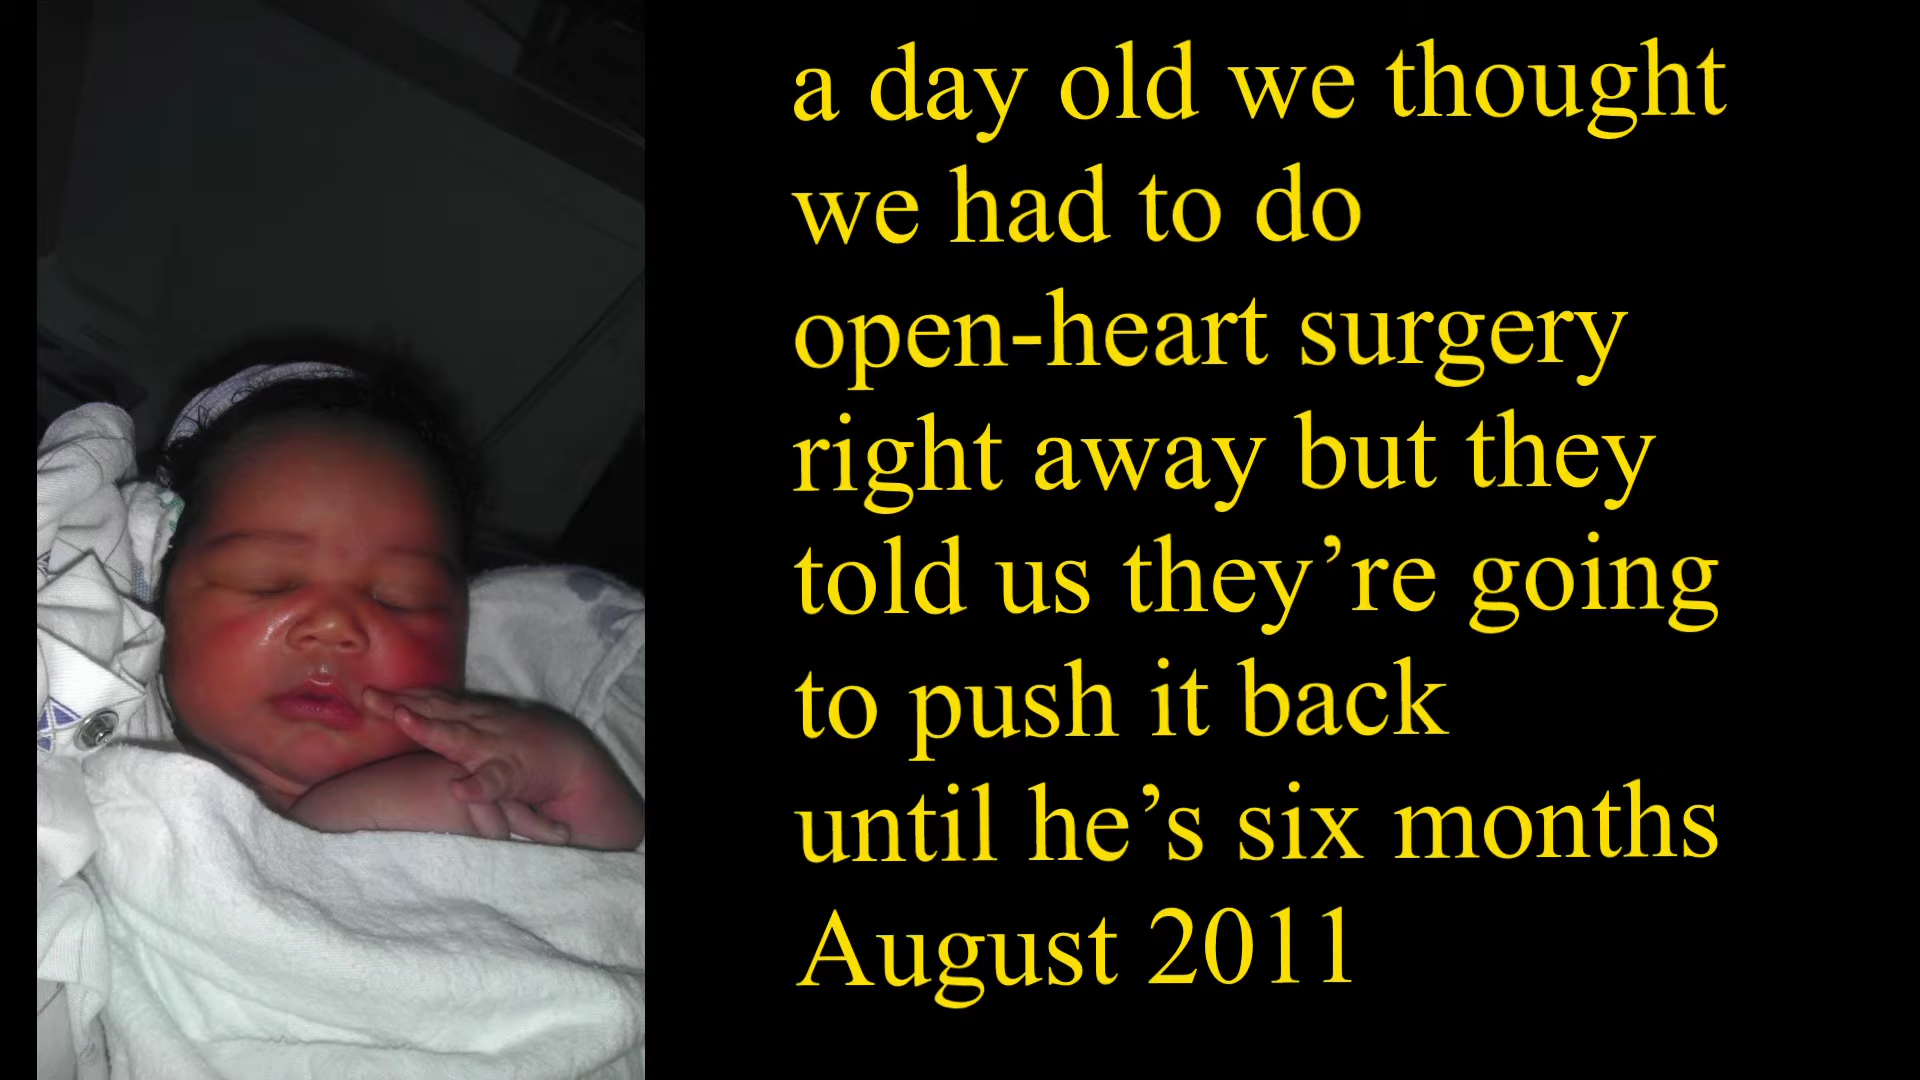 a day old we thought
we had to do
open-heart surgery
right away but they
told us they’re going
to push it back
until he’s six months
August 2011